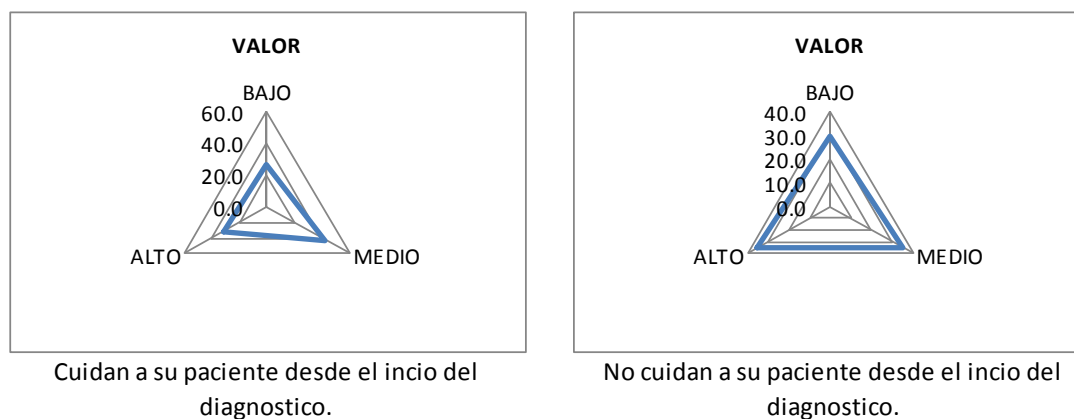 VALOR
BAJO
60.0
40.0
20.0
0.0
ALTO
MEDIO
Cuidan a su paciente desde el incio del
diagnostico.
VALOR
BAJO
40.0
30.0
20.0
10.0
0.0
ALTO
MEDIO
No cuidan a su paciente desde el incio del
diagnostico.